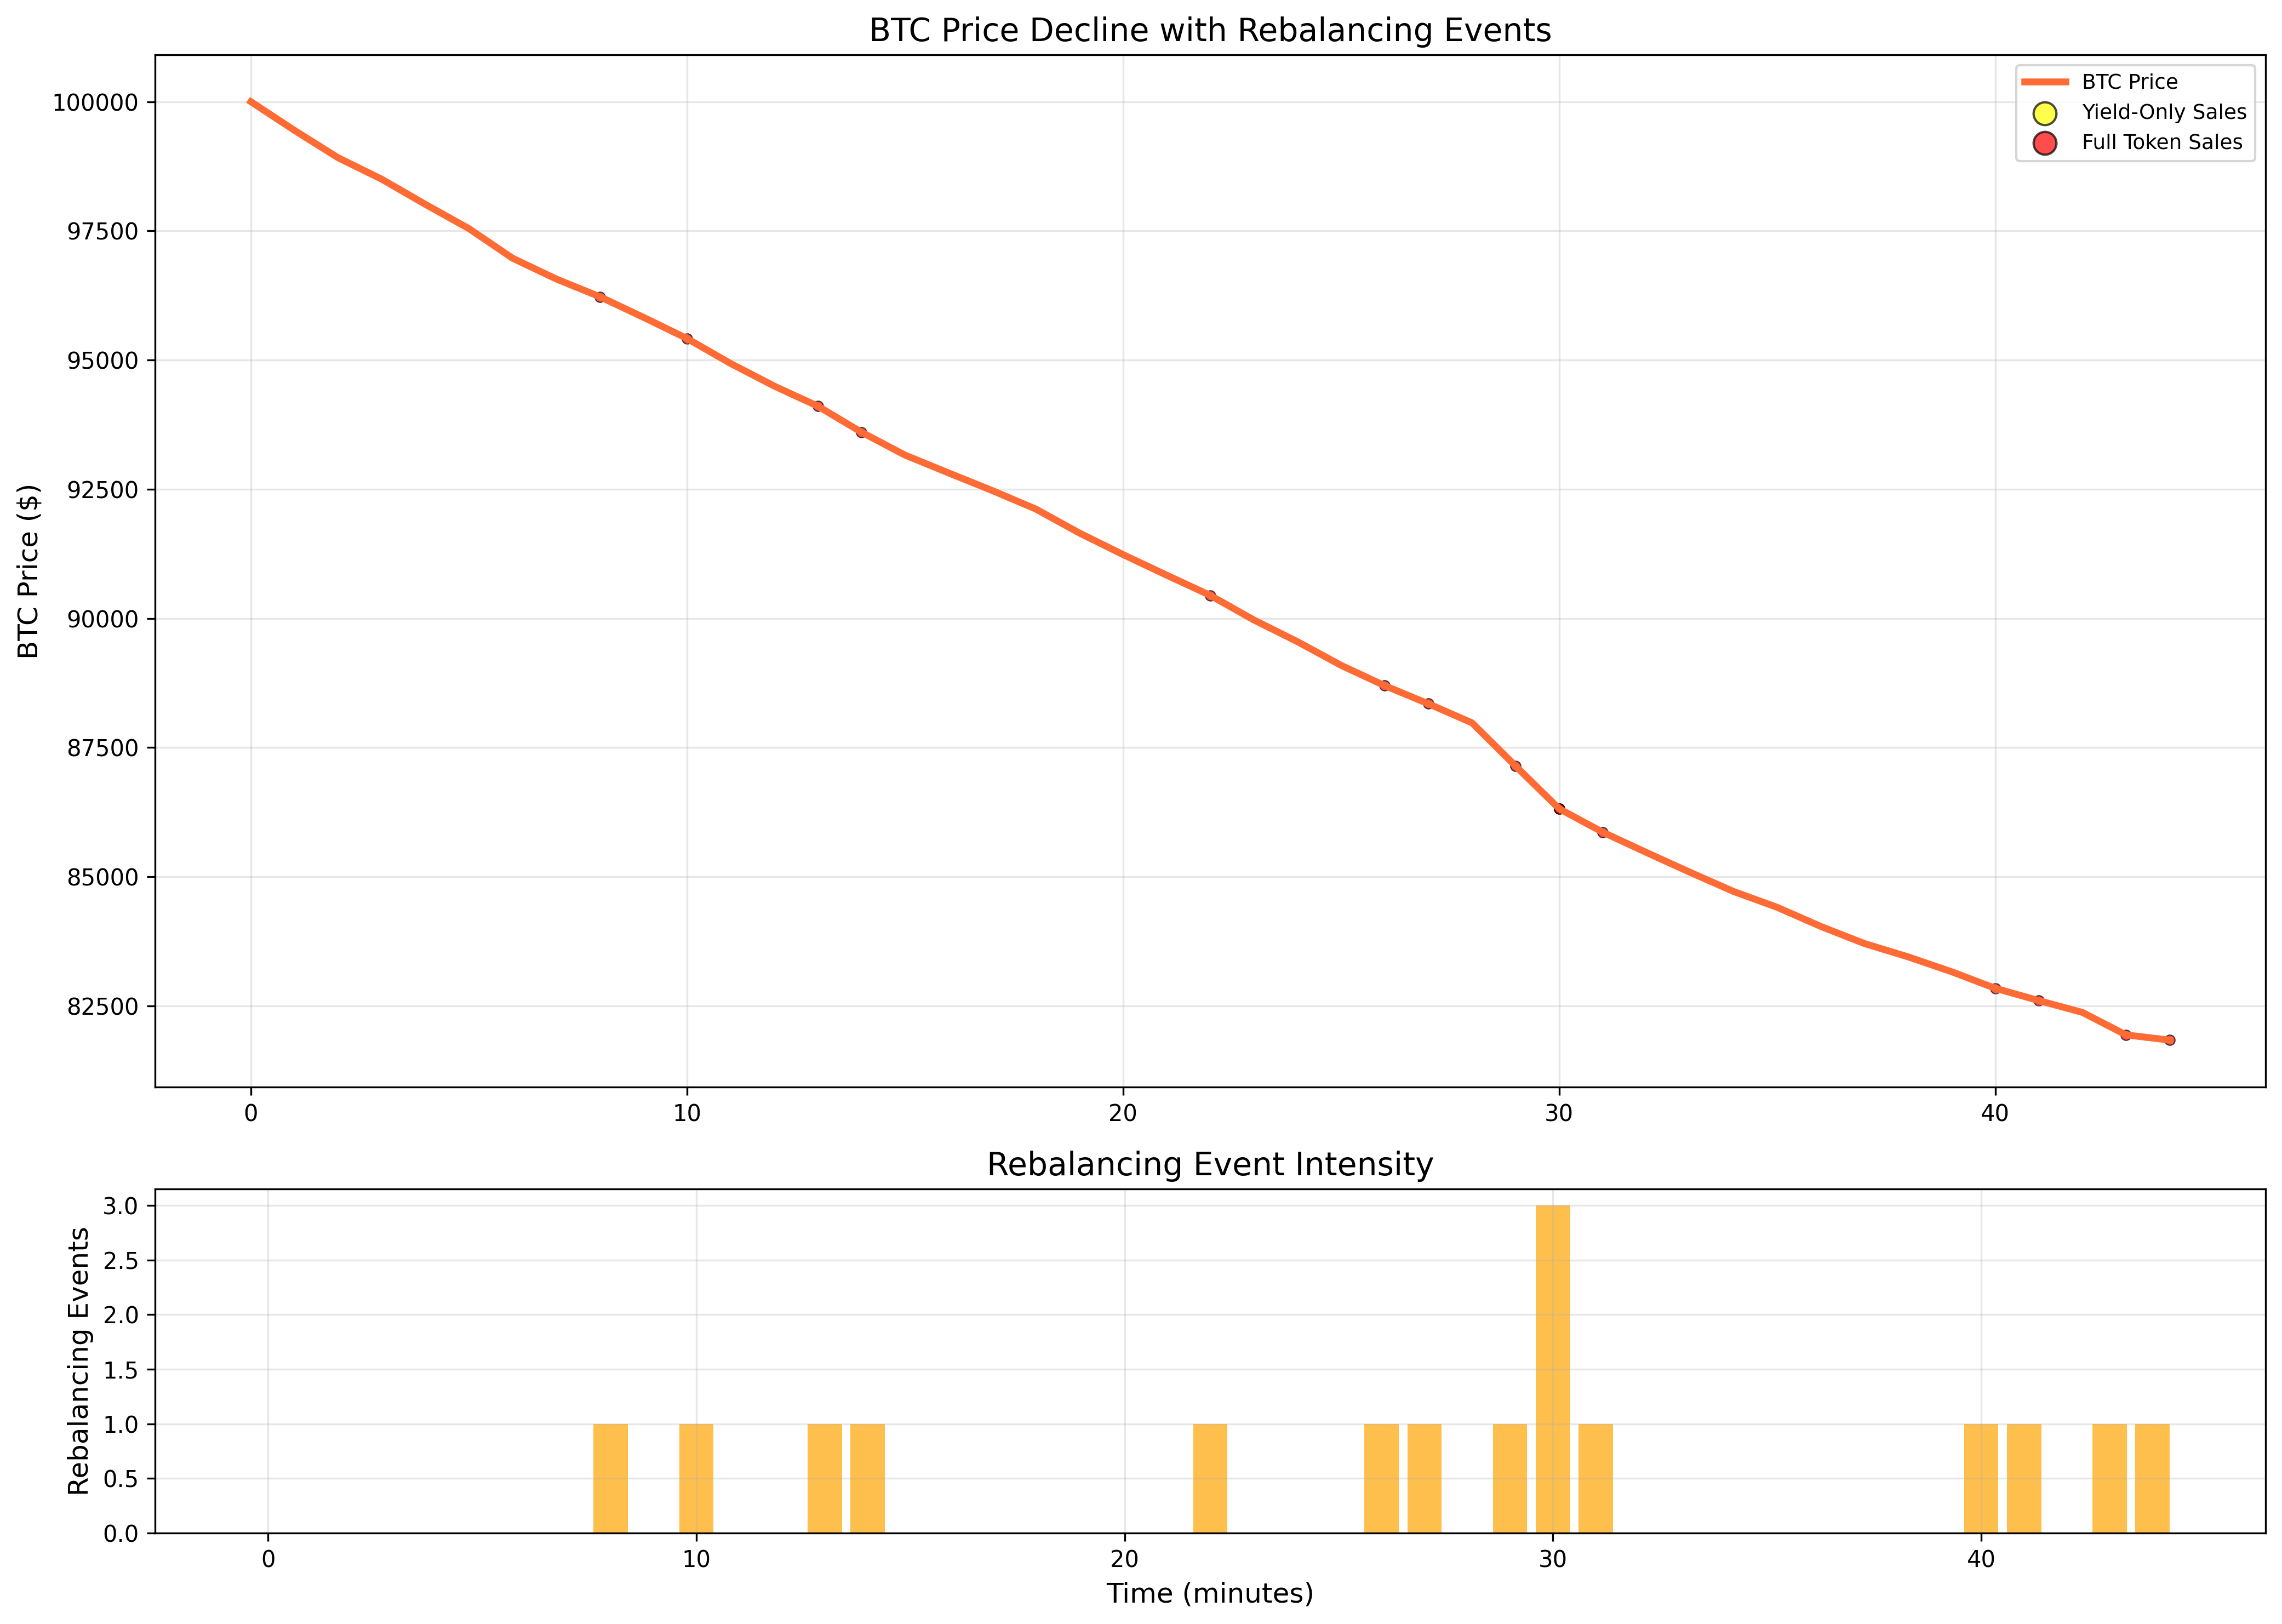 BTC Price Decline with Rebalancing Events
BTC Price
Yield-Only Sales
Full Token Sales
BTC Price ($)
100000
97500
95000
92500
90000
87500
85000
82500
0 10 20 30 40
Rebalancing Event Intensity
Rebalancing Events
3.0
2.5
2.0
1.5
1.0
0.5
0.0
0 10 20 30 40
Time (minutes)